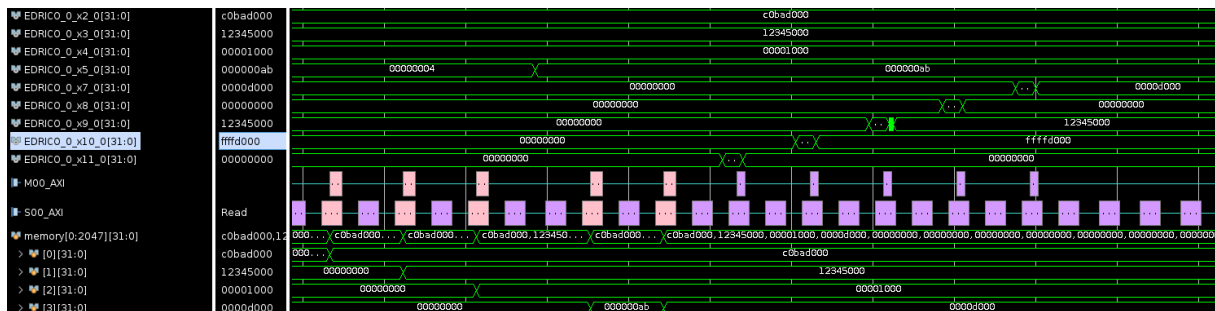 EDRICO_0_x2_0[31:0] c0bad000 c0bad000
EDRICO_0_x3_0[31:0] 12345000 12345000
EDRICO_0_x4_0[31:0] 00001000 00001000
EDRICO_0_x5_0[31:0] 000000ab 00000004 000000ab
EDRICO_0_x7_0[31:0] 0000d000 00000000 ... 0000d000
EDRICO_0_x8_0[31:0] 00000000 00000000 ... 00000000
EDRICO_0_x9_0[31:0] 12345000 00000000 ... 12345000
EDRICO_0_x10_0[31:0] ffffd000 00000000 ... ffffd000
EDRICO_0_x11_0[31:0] 00000000 00000000 ... 00000000
M00_AXI
S00_AXI Read
memory[0:2047][31:0] c0bad000,12 000... c0bad000... c0bad000... c0bad000,123450... c0bad000... c0bad000,12345000,00001000,0000d000,00000000,00000000,00000000,00000000,00000000,0000000
[0][31:0] c0bad000 000... c0bad000
[1][31:0] 12345000 00000000 12345000
[2][31:0] 00001000 00000000 00001000
[3][31:0] 0000d000 00000000 000000ab 0000d000